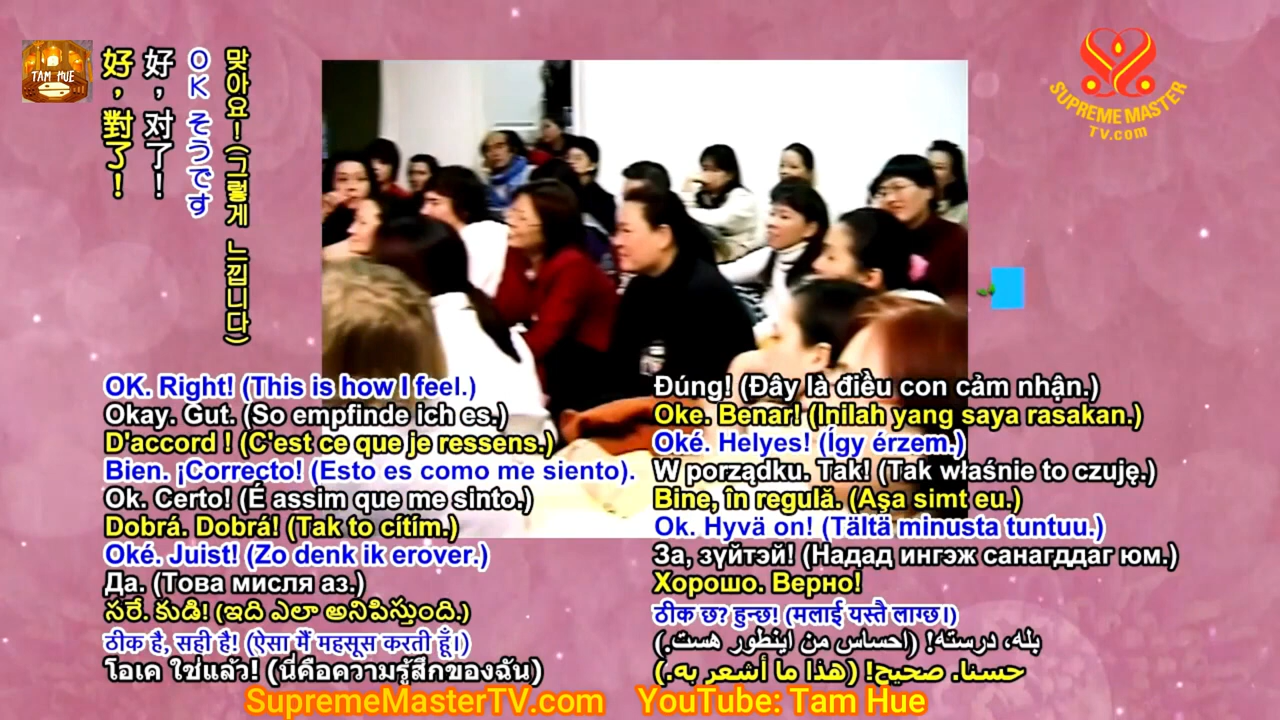 TAM HUE
好，對了！
好，对了！
OK そうです
맞아요！(그렇게 느낍니다)
SUPREME MASTER
TV.com
OK. Right! (This is how I feel.)
Okay. Gut. (So empfinde ich es.)
D'accord ! (C'est ce que je ressens.)
Bien. ¡Correcto! (Esto es como me siento).
Ok. Certo! (É assim que me sinto.)
Dobrá. Dobrá! (Tak to cítím.)
Oké. Juist! (Zo denk ik erover.)
Да. (Това мисля аз.)
సరే. కుడి! (ఇది ఎలా అనిపిస్తుంది.)
ठीक है, सही है! (ऐसा मैं महसूस करती हूँ।)
โอเค ใช่แล้ว! (นี่คือความรู้สึกของฉัน)
Đúng! (Đây là điều con cảm nhận.)
Oke. Benar! (Inilah yang saya rasakan.)
Oké. Helyes! (Így érzem.)
W porządku. Tak! (Tak właśnie to czuję.)
Bine, în regulă. (Aşa simt eu.)
Ok. Hyvä on! (Tältä minusta tuntuu.)
За, зүйтэй! (Надад ингэж санагддаг юм.)
Хорошо. Верно!
ठीक छ? हुन्छ! (मलाई यस्तै लाग्छ।)
بله، درسته! (احساس من اینطور هست.)
حسنا. صحيح! (هذا ما أشعر به.)
SupremeMasterTV.com YouTube: Tam Hue